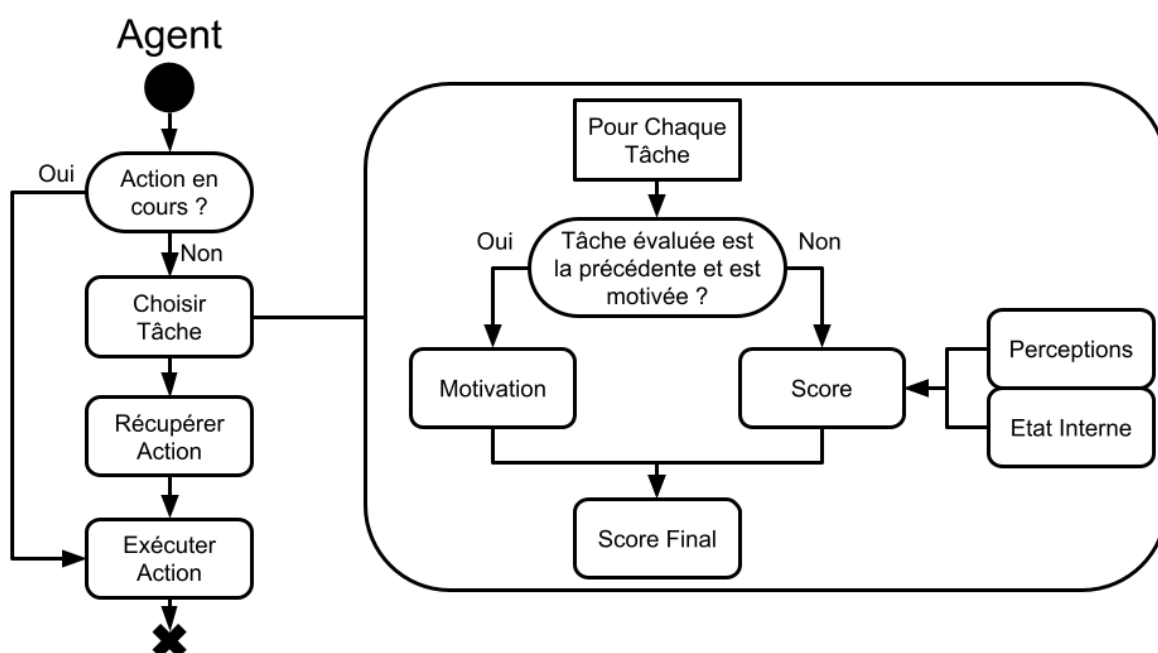 Agent
Oui
Action en
cours ?
Non
Choisir
Tâche
Récupérer
Action
Exécuter
Action
Pour Chaque
Tâche
Oui
Tâche évaluée est
la précédente et est
motivée ?
Non
Motivation
Score
Perceptions
Etat Interne
Score Final